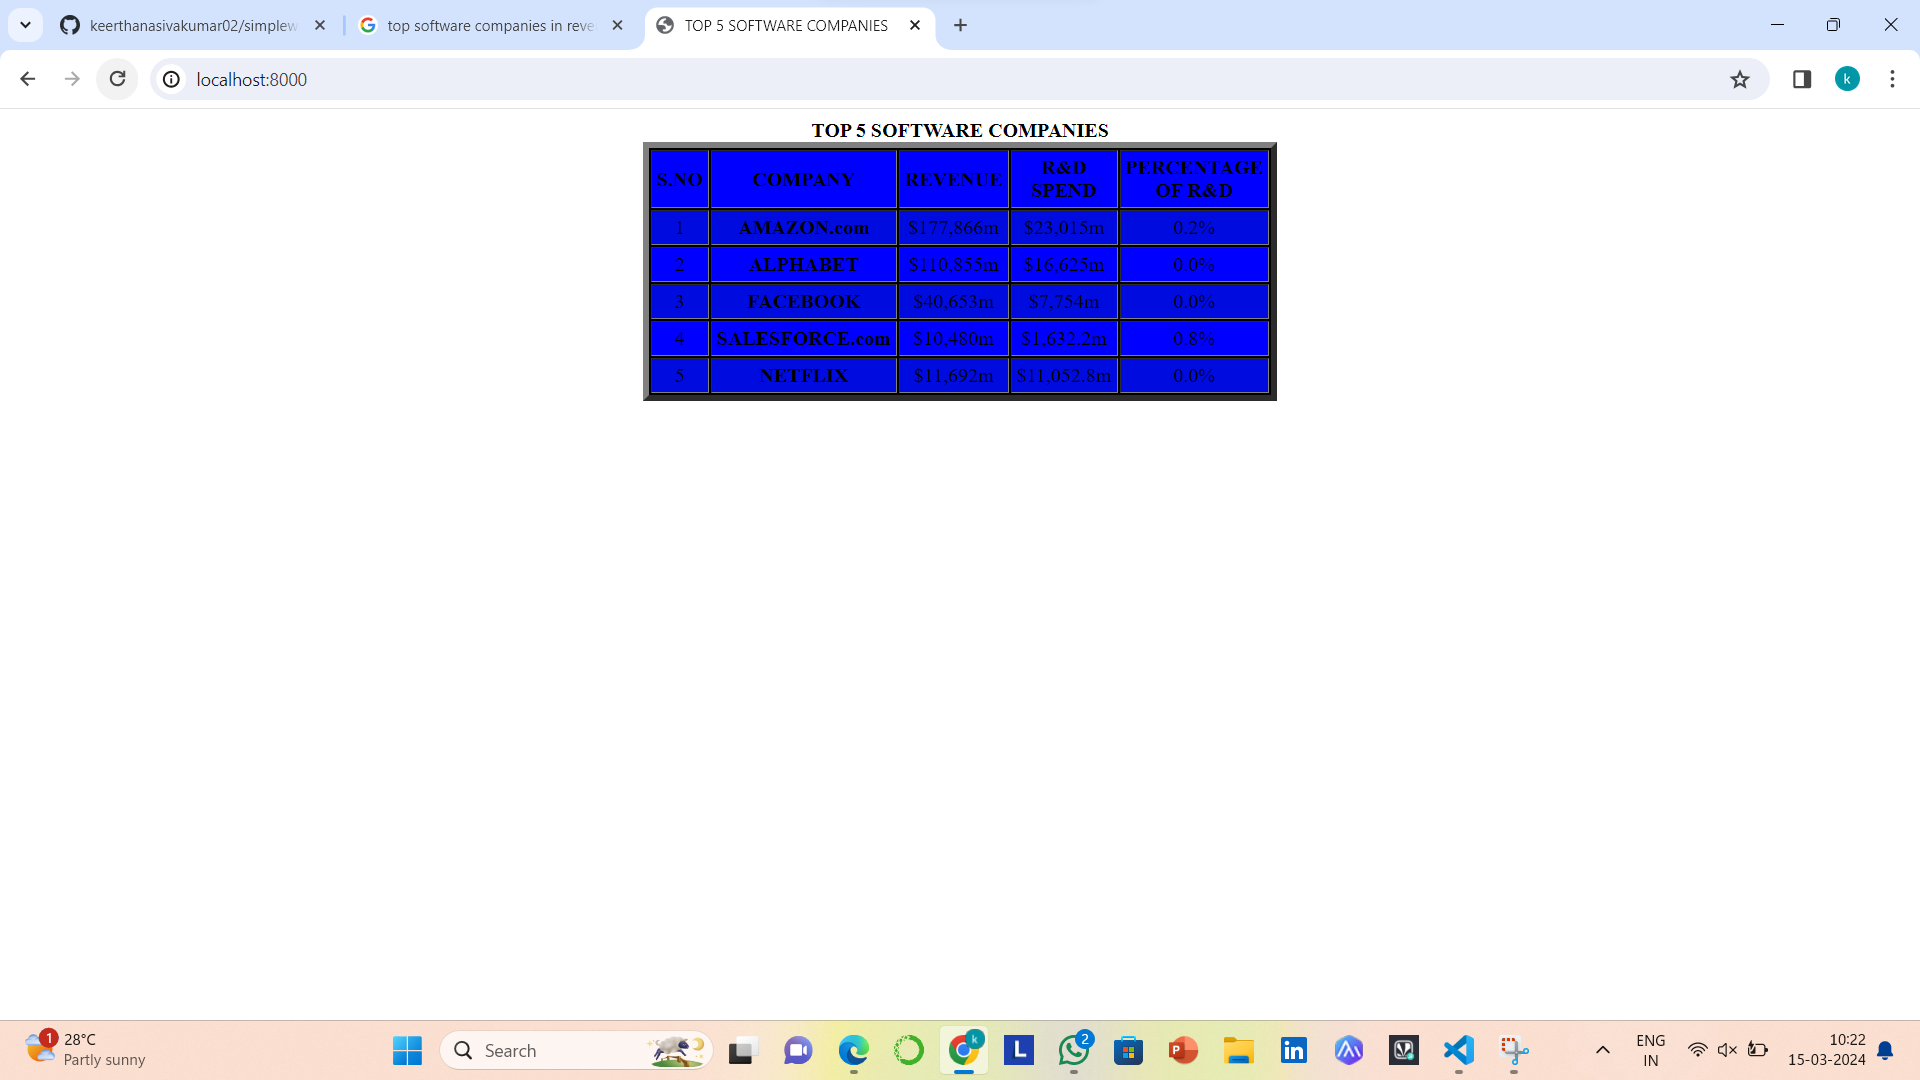 keerthanasivakumar02/simplew
top software companies in reve
TOP 5 SOFTWARE COMPANIES
localhost:8000
k
TOP 5 SOFTWARE COMPANIES
S.NO COMPANY REVENUE R&D SPEND PERCENTAGE OF R&D
1 AMAZON.com $177,866m $23,015m 0.2%
2 ALPHABET $110,855m $16,625m 0.0%
3 FACEBOOK $40,653m $7,754m 0.0%
4 SALESFORCE.com $10,480m $1,632.2m 0.8%
5 NETFLIX $11,692m $11,052.8m 0.0%
1
28°C
Partly sunny
Search
k
L
2
P
in
ENG
IN
10:22
15-03-2024